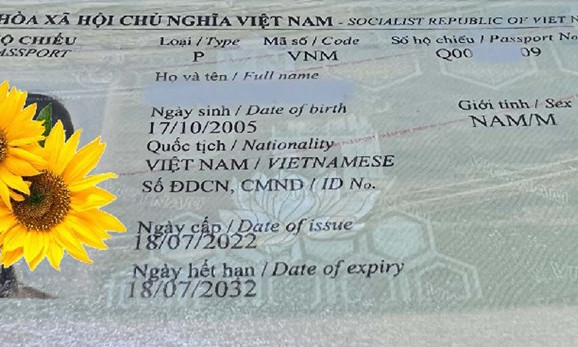 HÒA XÃ HỘI CHỦ NGHĨA VIỆT NAM - SOCIALIST REPUBLIC OF VIET N
Ộ CHIẾU Loại / Type Mã số / Code Số hộ chiếu / Passport No
ASSPORT P VNM Q00 09
Họ và tên / Full name
Ngày sinh / Date of birth Giới tính / Sex
17/10/2005 NAM/M
Quốc tịch / Nationality
VIỆT NAM / VIETNAMESE
Số ĐDCN, CMND / ID No.
Ngày cấp / Date of issue
18/07/2022
Ngày hết hạn / Date of expiry
18/07/2032